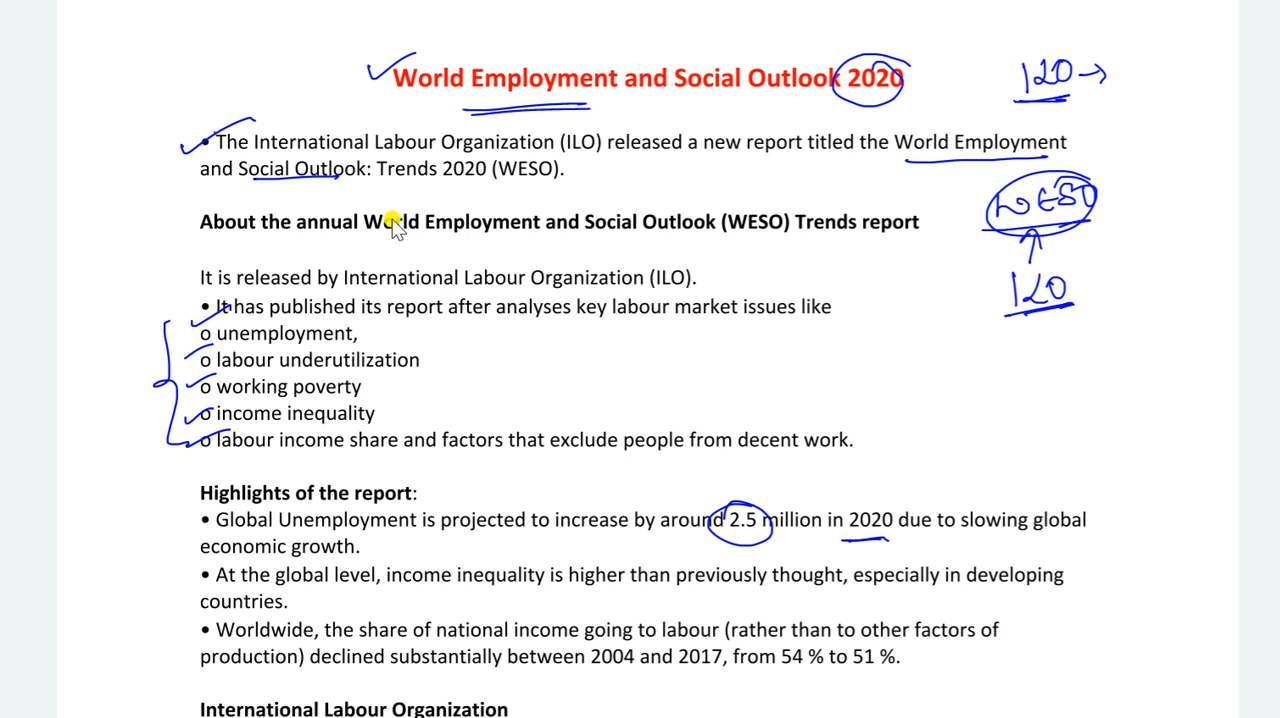 World Employment and Social Outlook 2020
ILO →
• The International Labour Organization (ILO) released a new report titled the World Employment
and Social Outlook: Trends 2020 (WESO).
WESO
About the annual World Employment and Social Outlook (WESO) Trends report
It is released by International Labour Organization (ILO).
ILO
• It has published its report after analyses key labour market issues like
o unemployment,
o labour underutilization
o working poverty
o income inequality
o labour income share and factors that exclude people from decent work.
Highlights of the report:
• Global Unemployment is projected to increase by around 2.5 million in 2020 due to slowing global
economic growth.
• At the global level, income inequality is higher than previously thought, especially in developing
countries.
• Worldwide, the share of national income going to labour (rather than to other factors of
production) declined substantially between 2004 and 2017, from 54 % to 51 %.
International Labour Organization